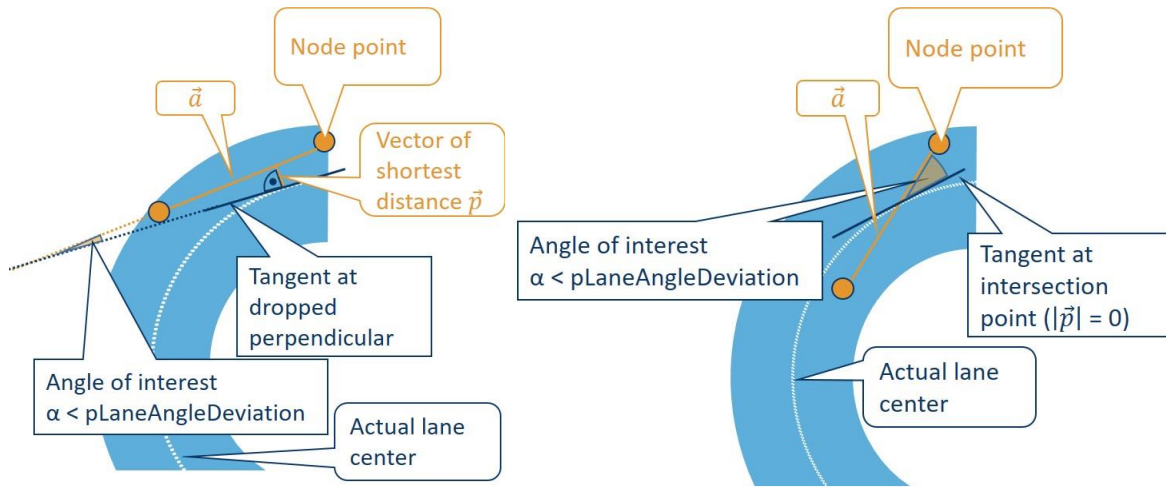 Node point
a⃗
Vector of
shortest
distance p⃗
Angle of interest
α < pLaneAngleDeviation
Tangent at
dropped
perpendicular
Actual lane
center
Node point
a⃗
Angle of interest
α < pLaneAngleDeviation
Tangent at
intersection
point (|p⃗| = 0)
Actual lane
center